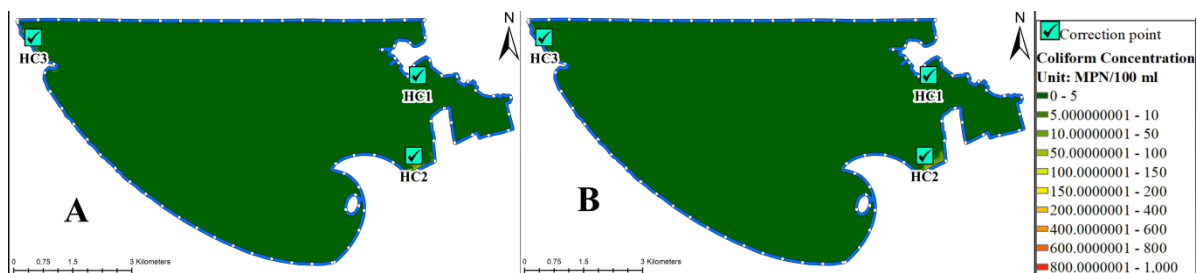 N
HC3
HC1
HC2
A
0 0.75 1.5 3 Kilometers
N
HC3
HC1
HC2
B
0 0.75 1.5 3 Kilometers
Correction point
Coliform Concentration
Unit: MPN/100 ml
0 - 5
5.000000001 - 10
10.00000001 - 50
50.00000001 - 100
100.0000001 - 150
150.0000001 - 200
200.0000001 - 400
400.0000001 - 600
600.0000001 - 800
800.0000001 - 1,000